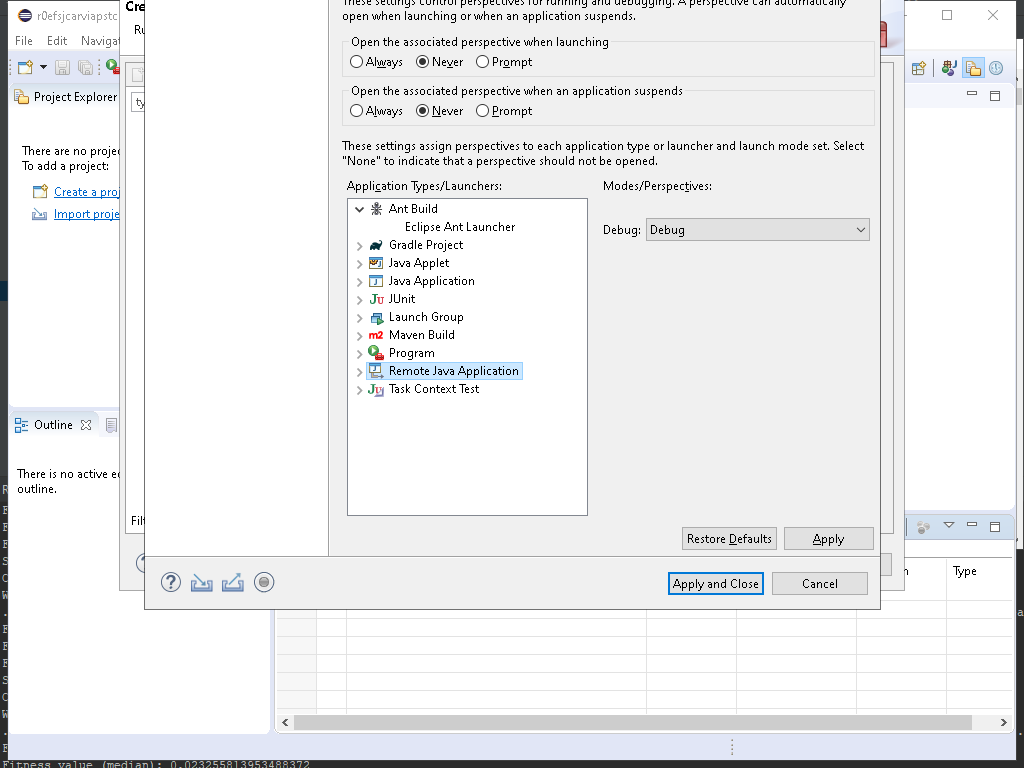 r0efsjcarviapstc
Cre
These settings control perspectives for running and debugging. A perspective can automatically
open when launching or when an application suspends.
File Edit Navigat
Ru
Open the associated perspective when launching
Always Never Prompt
Project Explorer
ty
Open the associated perspective when an application suspends
Always Never Prompt
There are no projec
To add a project:
Create a proj
Import proje
These settings assign perspectives to each application type or launcher and launch mode set. Select
"None" to indicate that a perspective should not be opened.
Application Types/Launchers:
Modes/Perspectives:
Ant Build
Eclipse Ant Launcher
Debug: Debug
Gradle Project
Java Applet
Java Application
Ju JUnit
Launch Group
m2 Maven Build
Program
Remote Java Application
Task Context Test
Outline
There is no active ed
outline.
Filt
Restore Defaults Apply
Apply and Close Cancel
n Type
Fitness value (median): 0.023255813953488372